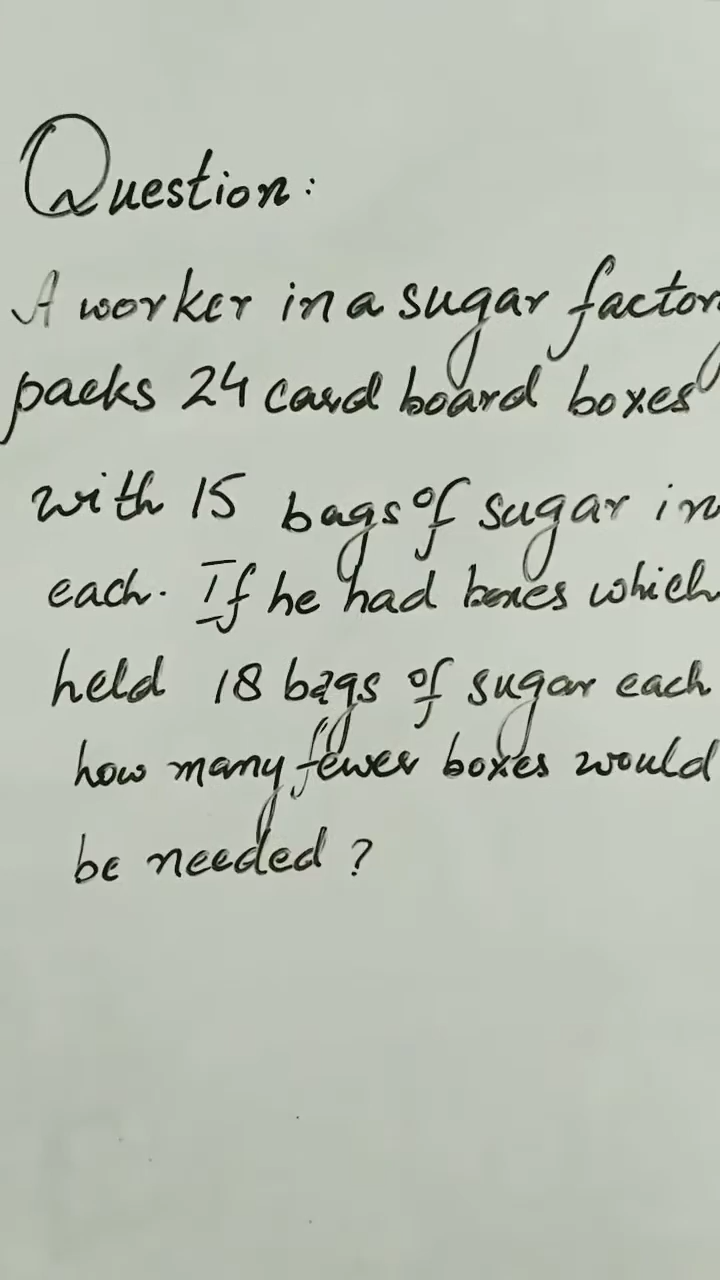 Question:
A worker in a sugar factory
packs 24 card board boxes
with 15 bags of sugar in
each. If he had boxes which
held 18 bags of sugar each
how many fewer boxes would
be needed?